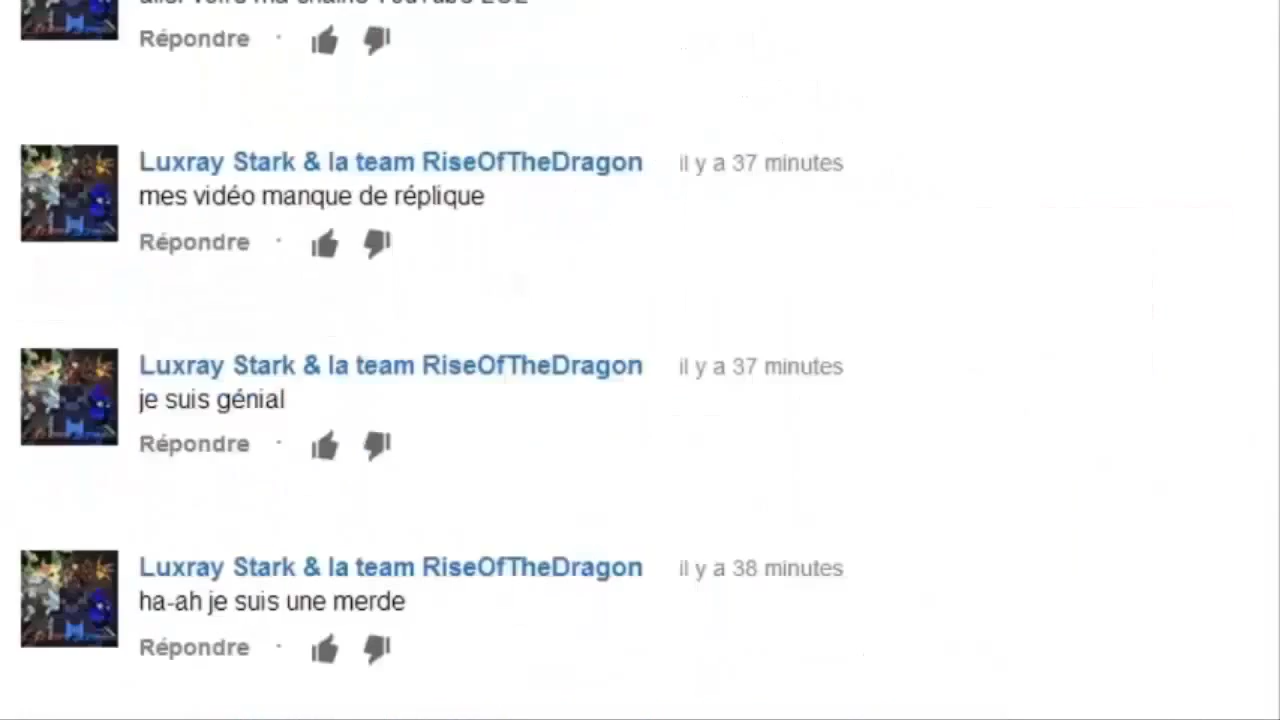 Répondre ·
Luxray Stark & la team RiseOfTheDragon il y a 37 minutes
mes vidéo manque de réplique
Répondre ·
Luxray Stark & la team RiseOfTheDragon il y a 37 minutes
je suis génial
Répondre ·
Luxray Stark & la team RiseOfTheDragon il y a 38 minutes
ha-ah je suis une merde
Répondre ·